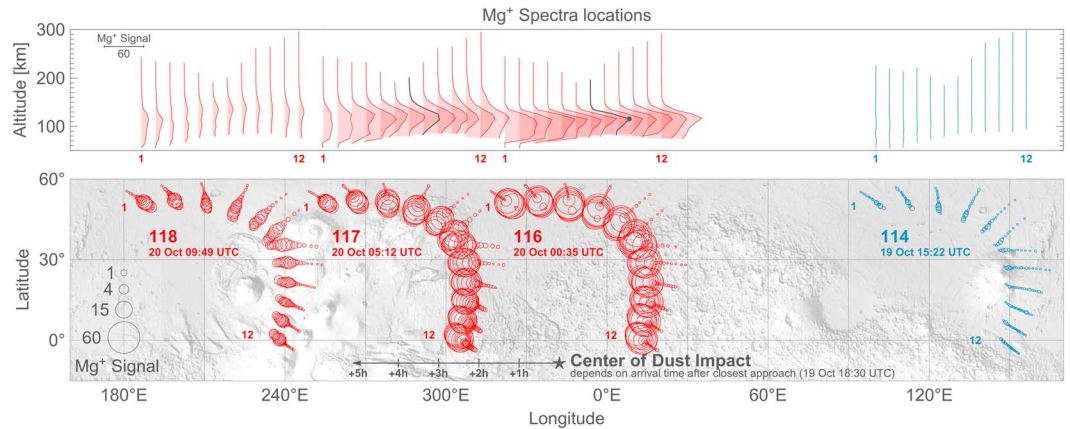 Mg+ Spectra locations
Altitude [km]
300
200
100
Mg+ Signal
60
1
12
1
12
1
12
1
12
Latitude
60°
30°
0°
1
118
20 Oct 09:49 UTC
12
1
117
20 Oct 05:12 UTC
1
116
20 Oct 00:35 UTC
12
1
114
19 Oct 15:22 UTC
12
1
4
15
60
Mg+ Signal
+5h +4h +3h +2h +1h
Center of Dust Impact
depends on arrival time after closest approach (19 Oct 18:30 UTC)
180°E 240°E 300°E 0°E 60°E 120°E
Longitude